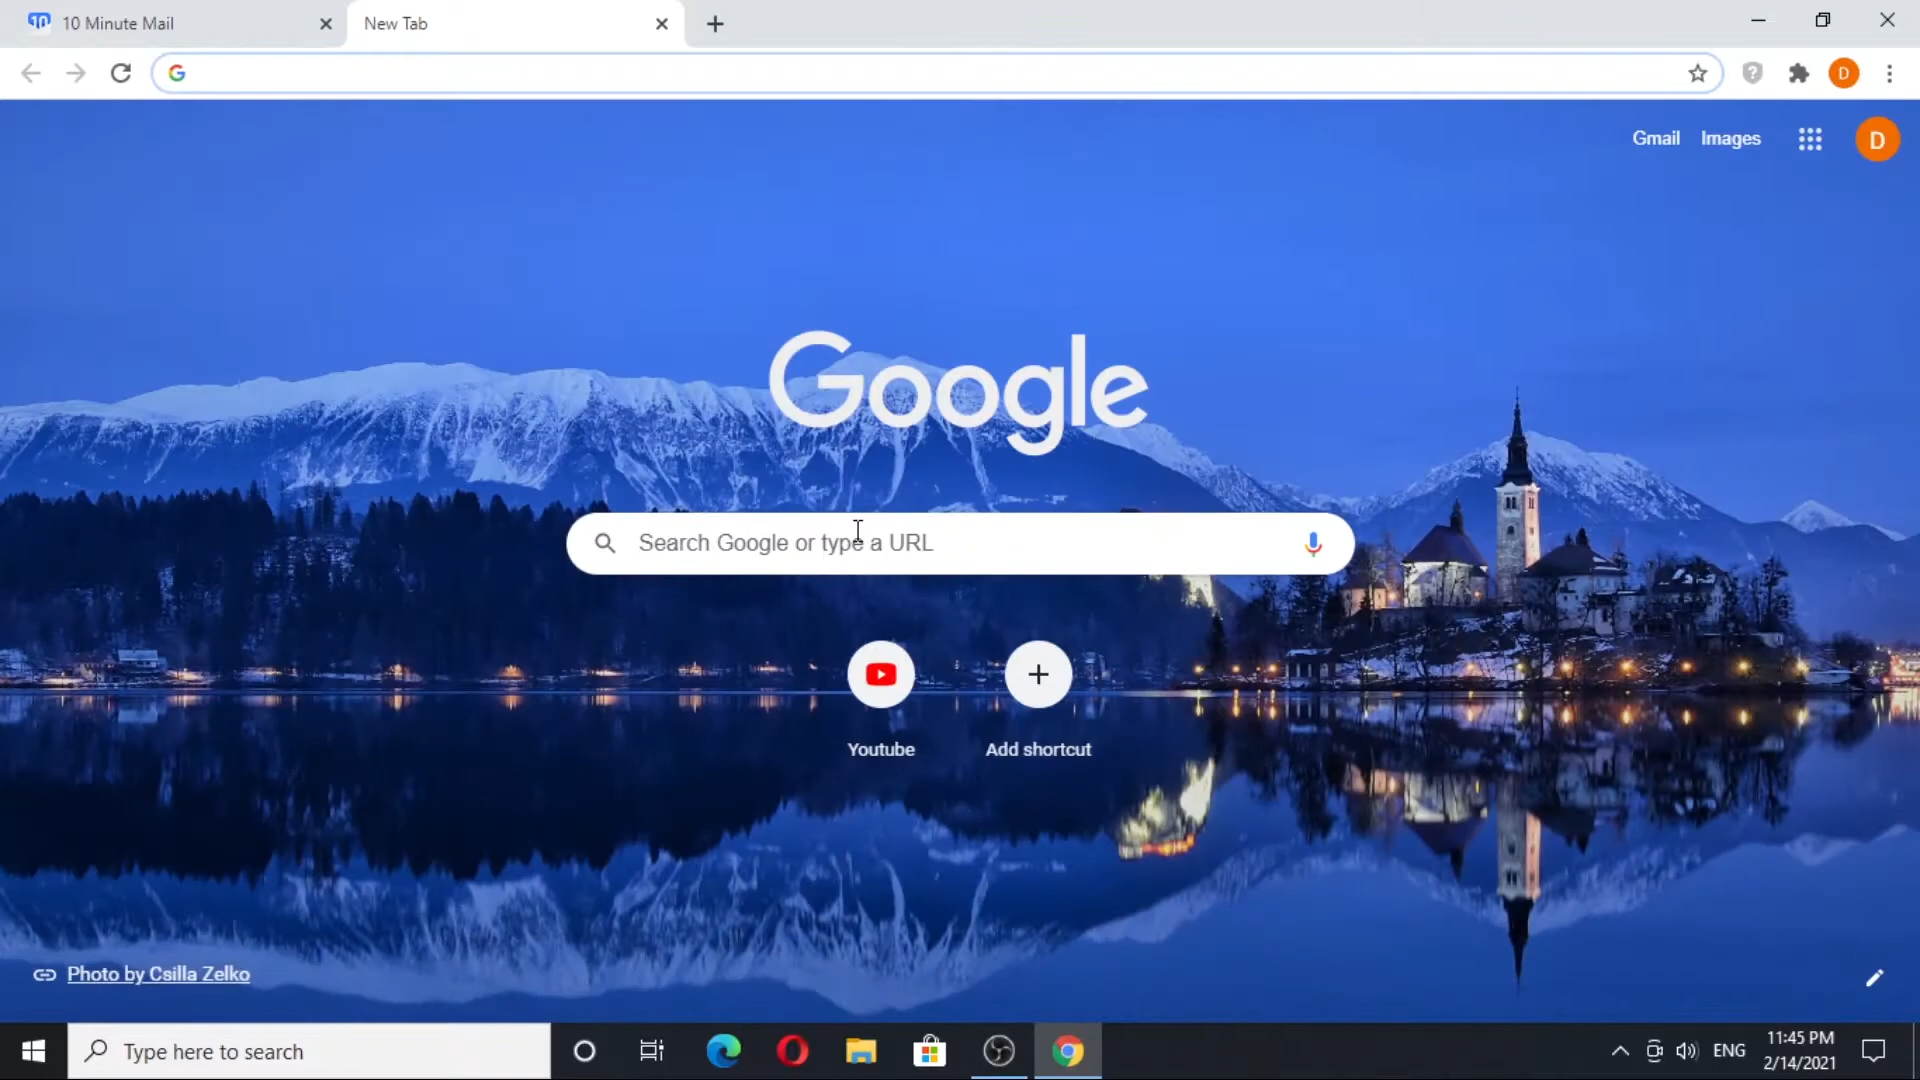 10 Minute Mail
New Tab
D
Gmail Images
D
Google
Search Google or type a URL
Youtube
Add shortcut
Photo by Csilla Zelko
Type here to search
ENG
11:45 PM
2/14/2021